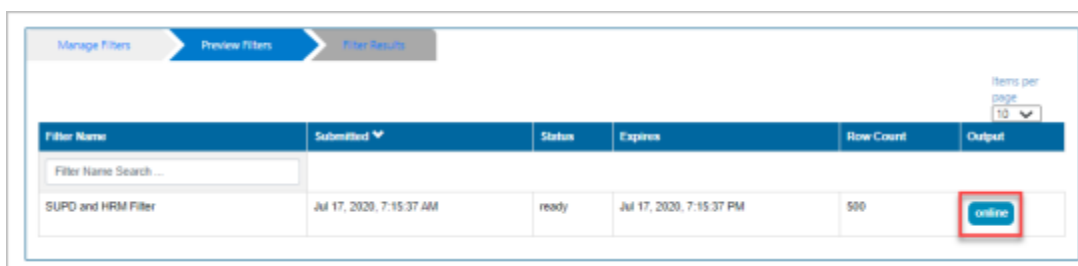 Manage Filters Preview Filters Filter Results
Items per
page
10
Filter Name Submitted Status Expires Row Count Output
Filter Name Search ...
SUPD and HRM Filter Jul 17, 2020, 7:15:37 AM ready Jul 17, 2020, 7:15:37 PM 500 online